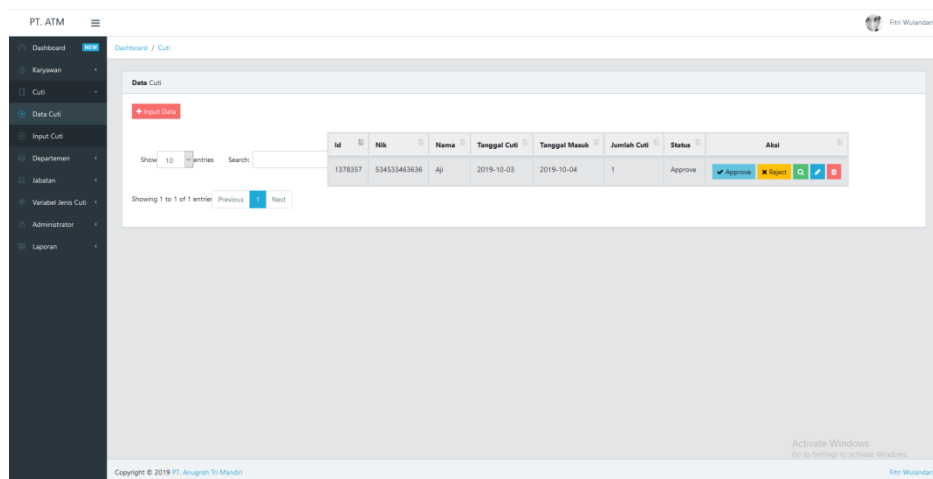 PT. ATM
Fitri Wulandari
Dashboard NEW
Karyawan
Cuti
Data Cuti
Input Cuti
Departemen
Jabatan
Variabel Jenis Cuti
Administrator
Laporan
Dashboard / Cuti
Data Cuti
+ Input Data
Show 10 entries Search:
Id Nik Nama Tanggal Cuti Tanggal Masuk Jumlah Cuti Status Aksi
1378357 534533463636 Aji 2019-10-03 2019-10-04 1 Approve Approve Reject
Showing 1 to 1 of 1 entries Previous 1 Next
Activate Windows
Go to Settings to activate Windows.
Copyright © 2019 PT. Anugrah Tri Mandiri
Fitri Wulandari